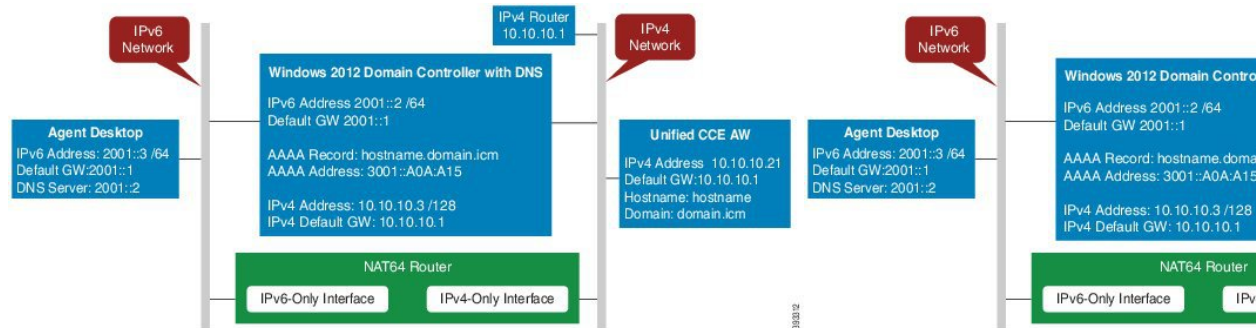 IPv6
Network
IPv4 Router
10.10.10.1
IPv4
Network
Windows 2012 Domain Controller with DNS
IPv6 Address 2001::2 /64
Default GW 2001::1
AAAA Record: hostname.domain.icm
AAAA Address: 3001::A0A:A15
IPv4 Address: 10.10.10.3 /128
IPv4 Default GW: 10.10.10.1
Agent Desktop
IPv6 Address: 2001::3 /64
Default GW:2001::1
DNS Server: 2001::2
Unified CCE AW
IPv4 Address 10.10.10.21
Default GW:10.10.10.1
Hostname: hostname
Domain: domain.icm
NAT64 Router
IPv6-Only Interface
IPv4-Only Interface
393312
IPv6
Network
Windows 2012 Domain Contro
IPv6 Address 2001::2 /64
Default GW 2001::1
AAAA Record: hostname.doma
AAAA Address: 3001::A0A:A15
IPv4 Address: 10.10.10.3 /128
IPv4 Default GW: 10.10.10.1
Agent Desktop
IPv6 Address: 2001::3 /64
Default GW:2001::1
DNS Server: 2001::2
NAT64 Router
IPv6-Only Interface
IPv